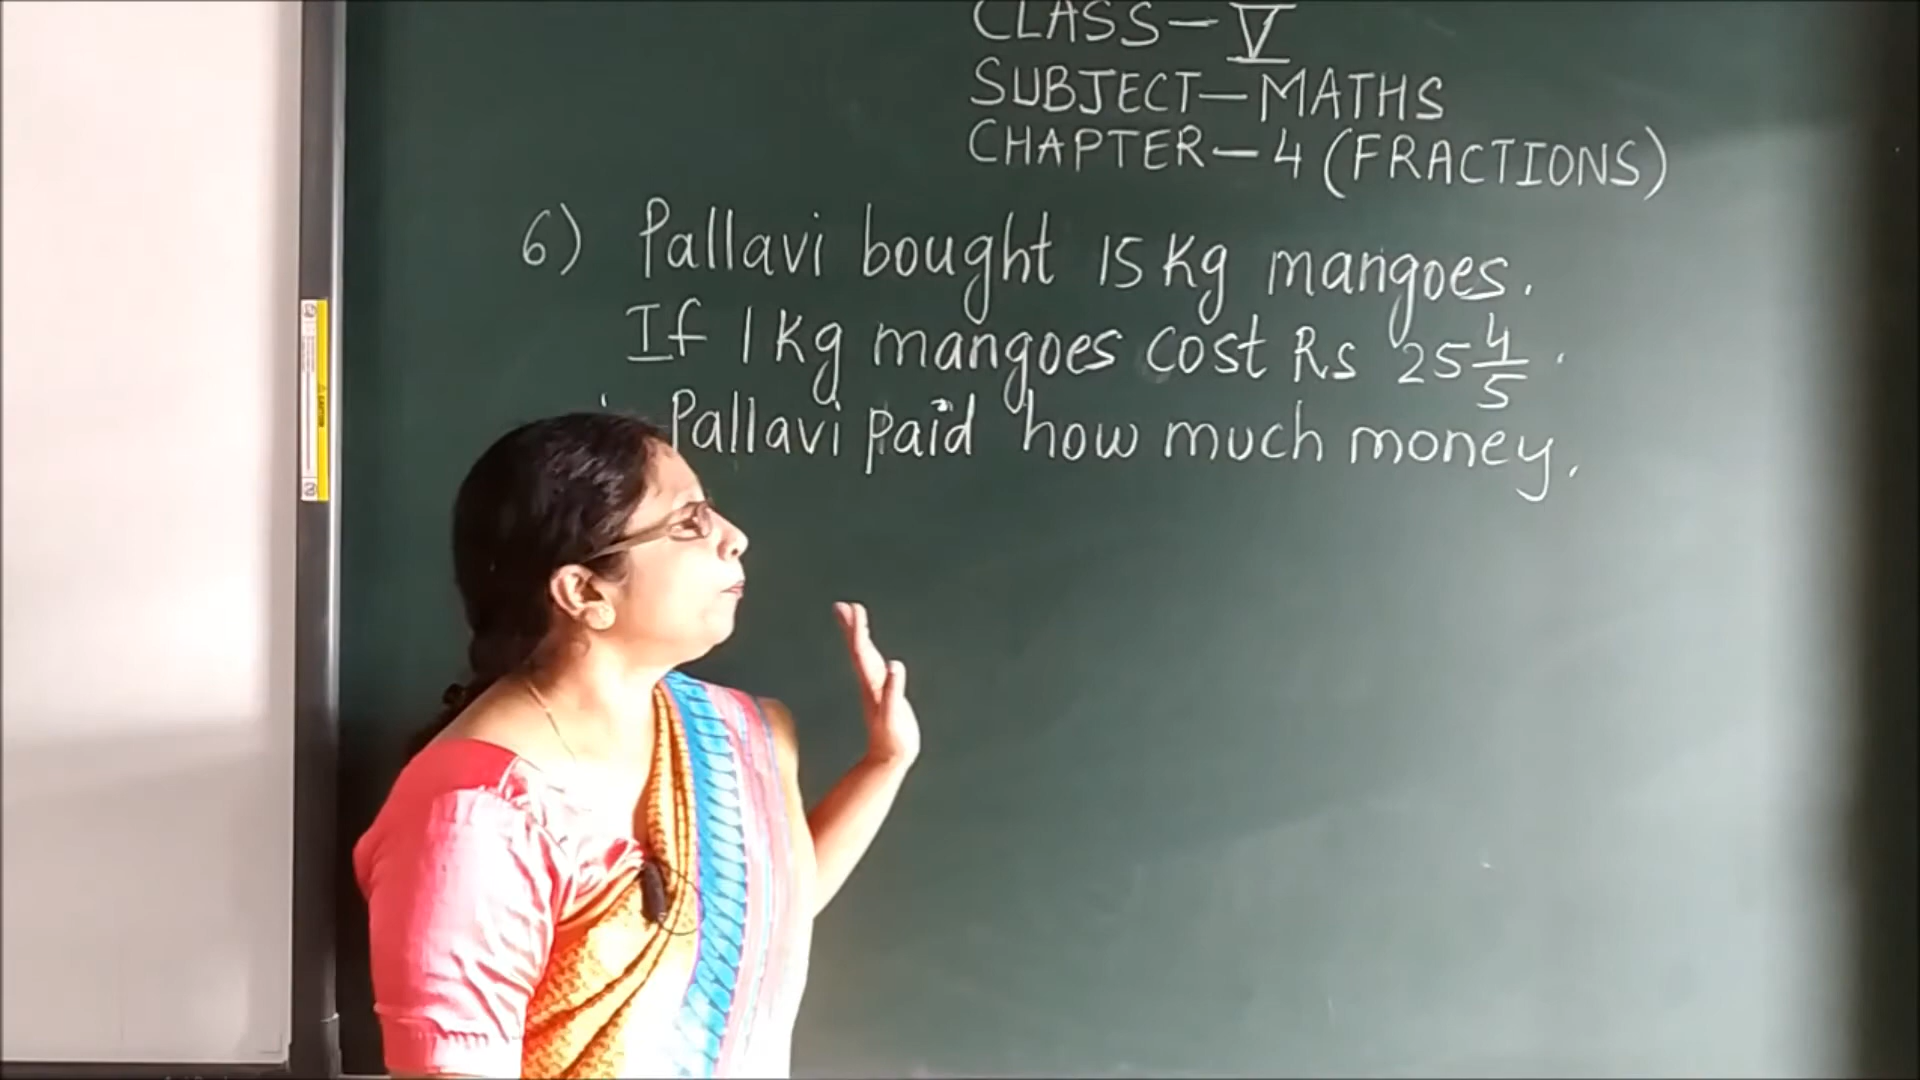 CLASS-V
SUBJECT-MATHS
CHAPTER-4 (FRACTIONS)
6) Pallavi bought 15 Kg mangoes.
If 1 Kg mangoes cost Rs 25 4/5.
Pallavi paid how much money.